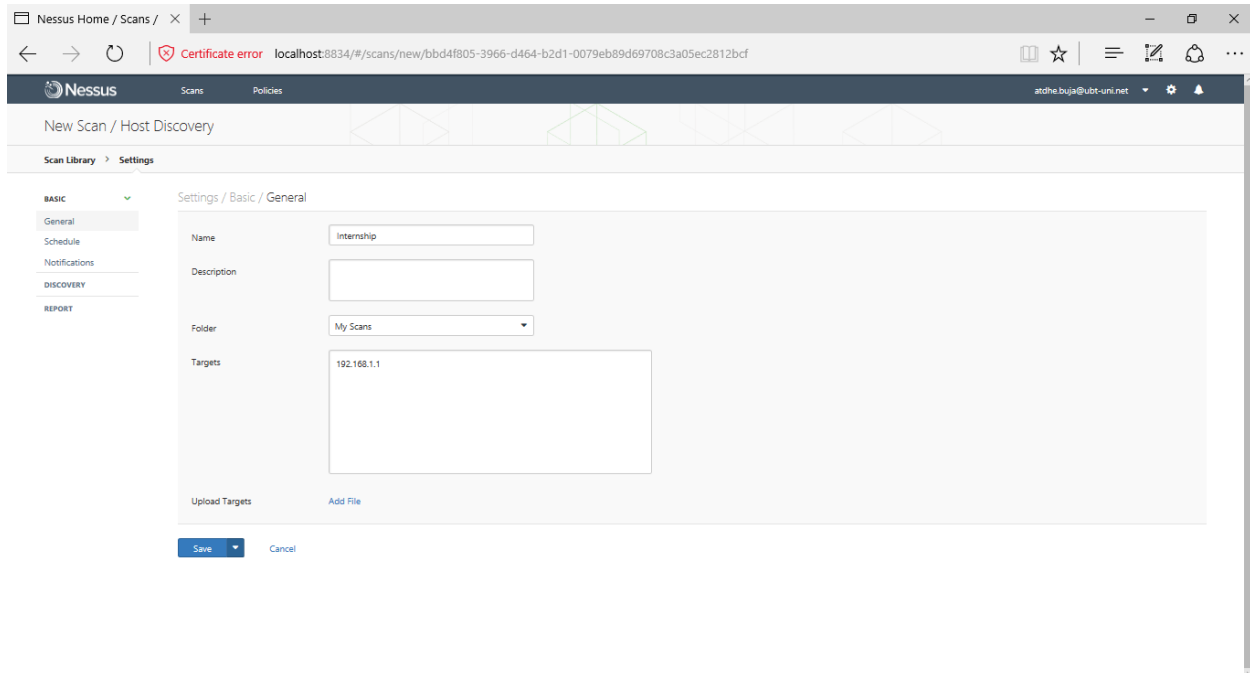 Nessus Home / Scans /
Certificate error localhost:8834/#/scans/new/bbd4f805-3966-d464-b2d1-0079eb89d69708c3a05ec2812bcf
Nessus Scans Policies atdhe.buja@ubt-uni.net
New Scan / Host Discovery
Scan Library > Settings
BASIC
General
Schedule
Notifications
DISCOVERY
REPORT
Settings / Basic / General
Name Internship
Description
Folder My Scans
Targets 192.168.1.1
Upload Targets Add File
Save Cancel